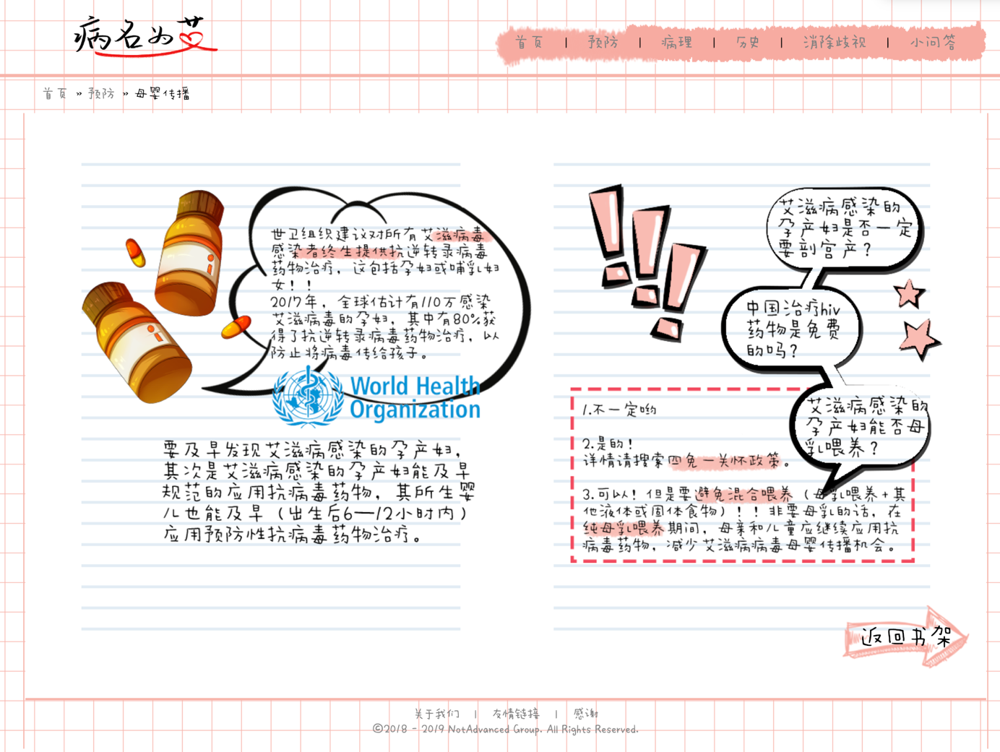 病名为艾
首页 | 预防 | 病理 | 历史 | 消除歧视 | 小问答
首页 » 预防 » 母婴传播
世卫组织建议对所有艾滋病毒
感染者终生提供抗逆转录病毒
药物治疗，这包括孕妇或哺乳妇
女！！
2017年，全球估计有110万感染
艾滋病毒的孕妇，其中有80%获
得了抗逆转录病毒药物治疗，以
防止将病毒传给孩子。
World Health
Organization
要及早发现艾滋病感染的孕产妇，
其次是艾滋病感染的孕产妇能及早
规范的应用抗病毒药物，其所生婴
儿也能及早（出生后6—12小时内）
应用预防性抗病毒药物治疗。
艾滋病感染的
孕产妇是否一定
要剖宫产？
中国治疗hiv
药物是免费
的吗？
艾滋病感染的
孕产妇能否母
乳喂养？
1.不一定哟
2.是的！
详情请搜索四免一关怀政策。
3.可以！但是要避免混合喂养（母乳喂养+其
他液体或固体食物）！！非要母乳的话，在
纯母乳喂养期间，母亲和儿童应继续应用抗
病毒药物，减少艾滋病病毒母婴传播机会。
返回书架
关于我们 | 友情链接 | 感谢
©2018 - 2019 NotAdvanced Group. All Rights Reserved.